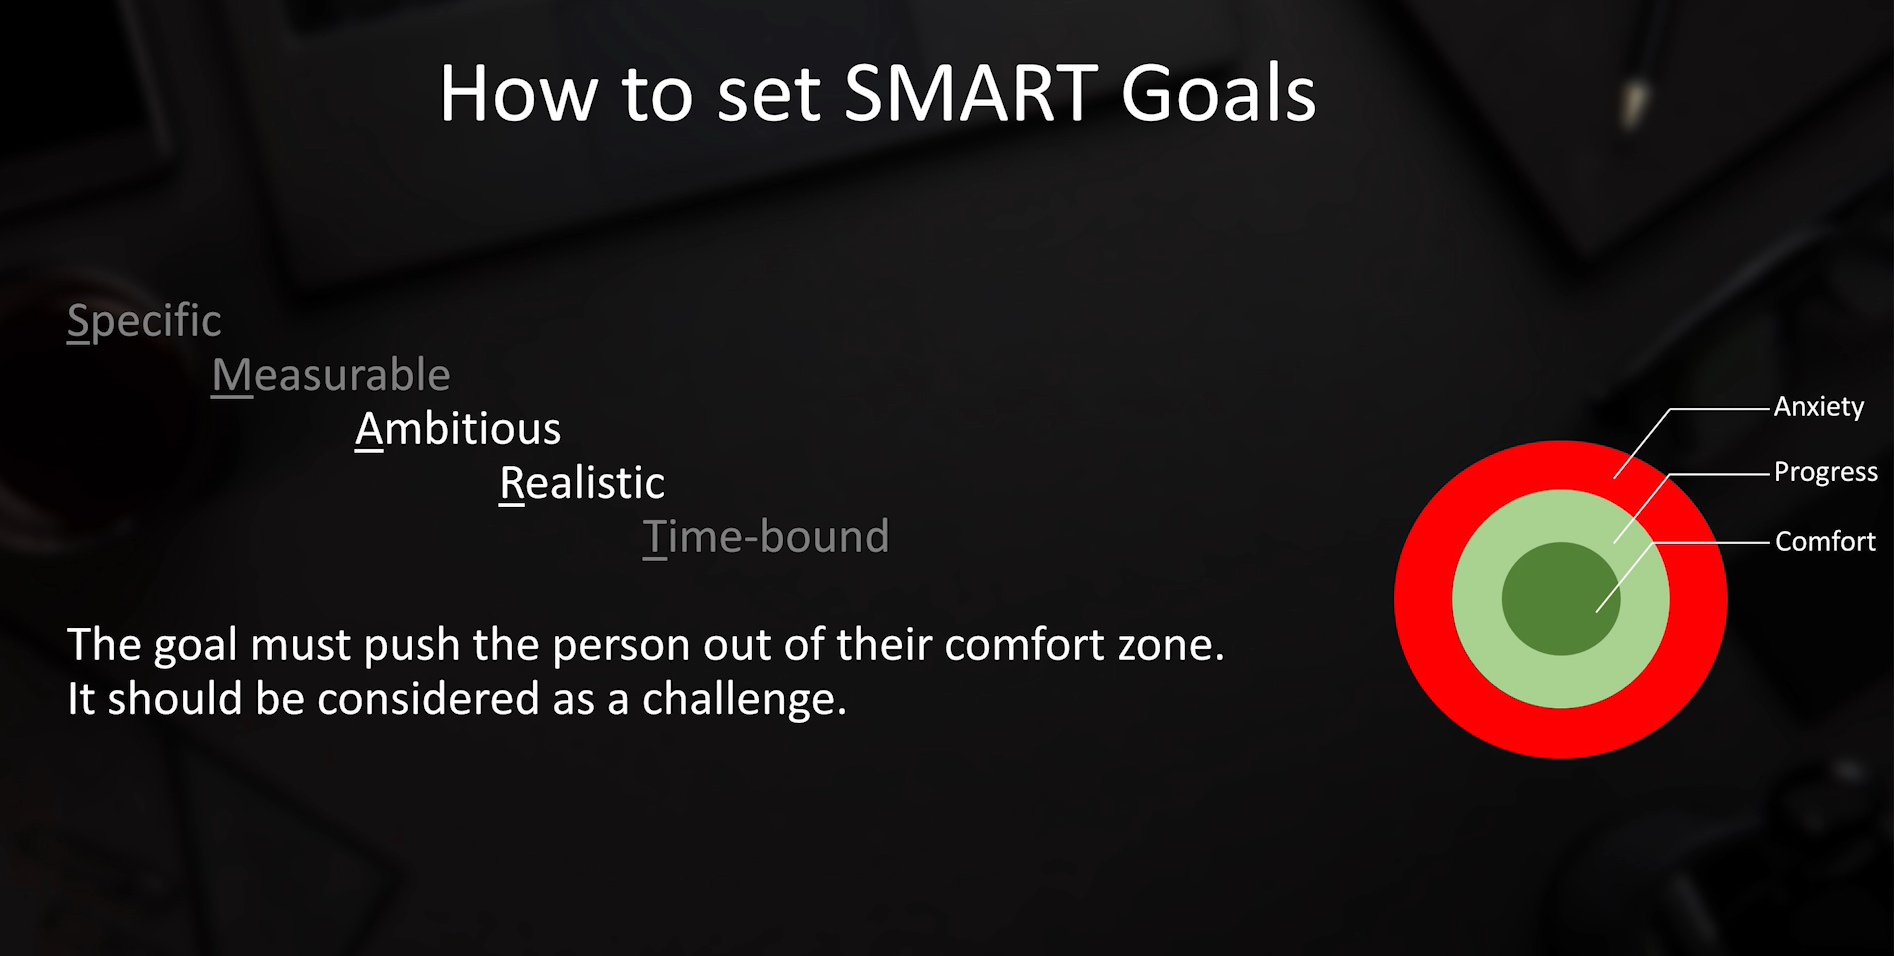 How to set SMART Goals
Specific
Measurable
Ambitious
Realistic
Time-bound
The goal must push the person out of their comfort zone.
It should be considered as a challenge.
Anxiety
Progress
Comfort